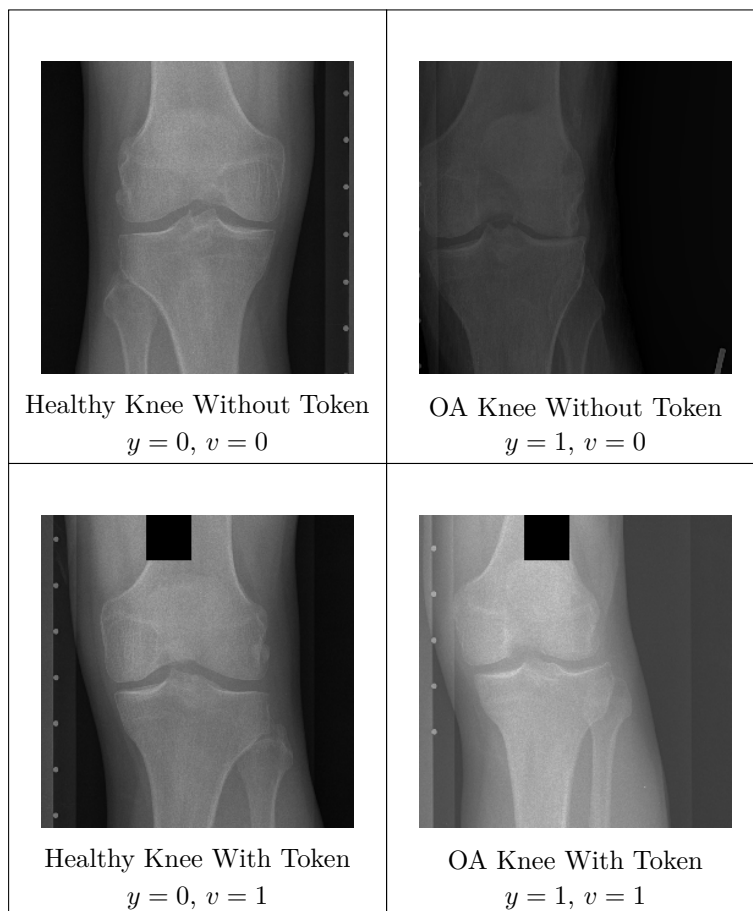 Healthy Knee Without Token
y = 0, v = 0
OA Knee Without Token
y = 1, v = 0
Healthy Knee With Token
y = 0, v = 1
OA Knee With Token
y = 1, v = 1